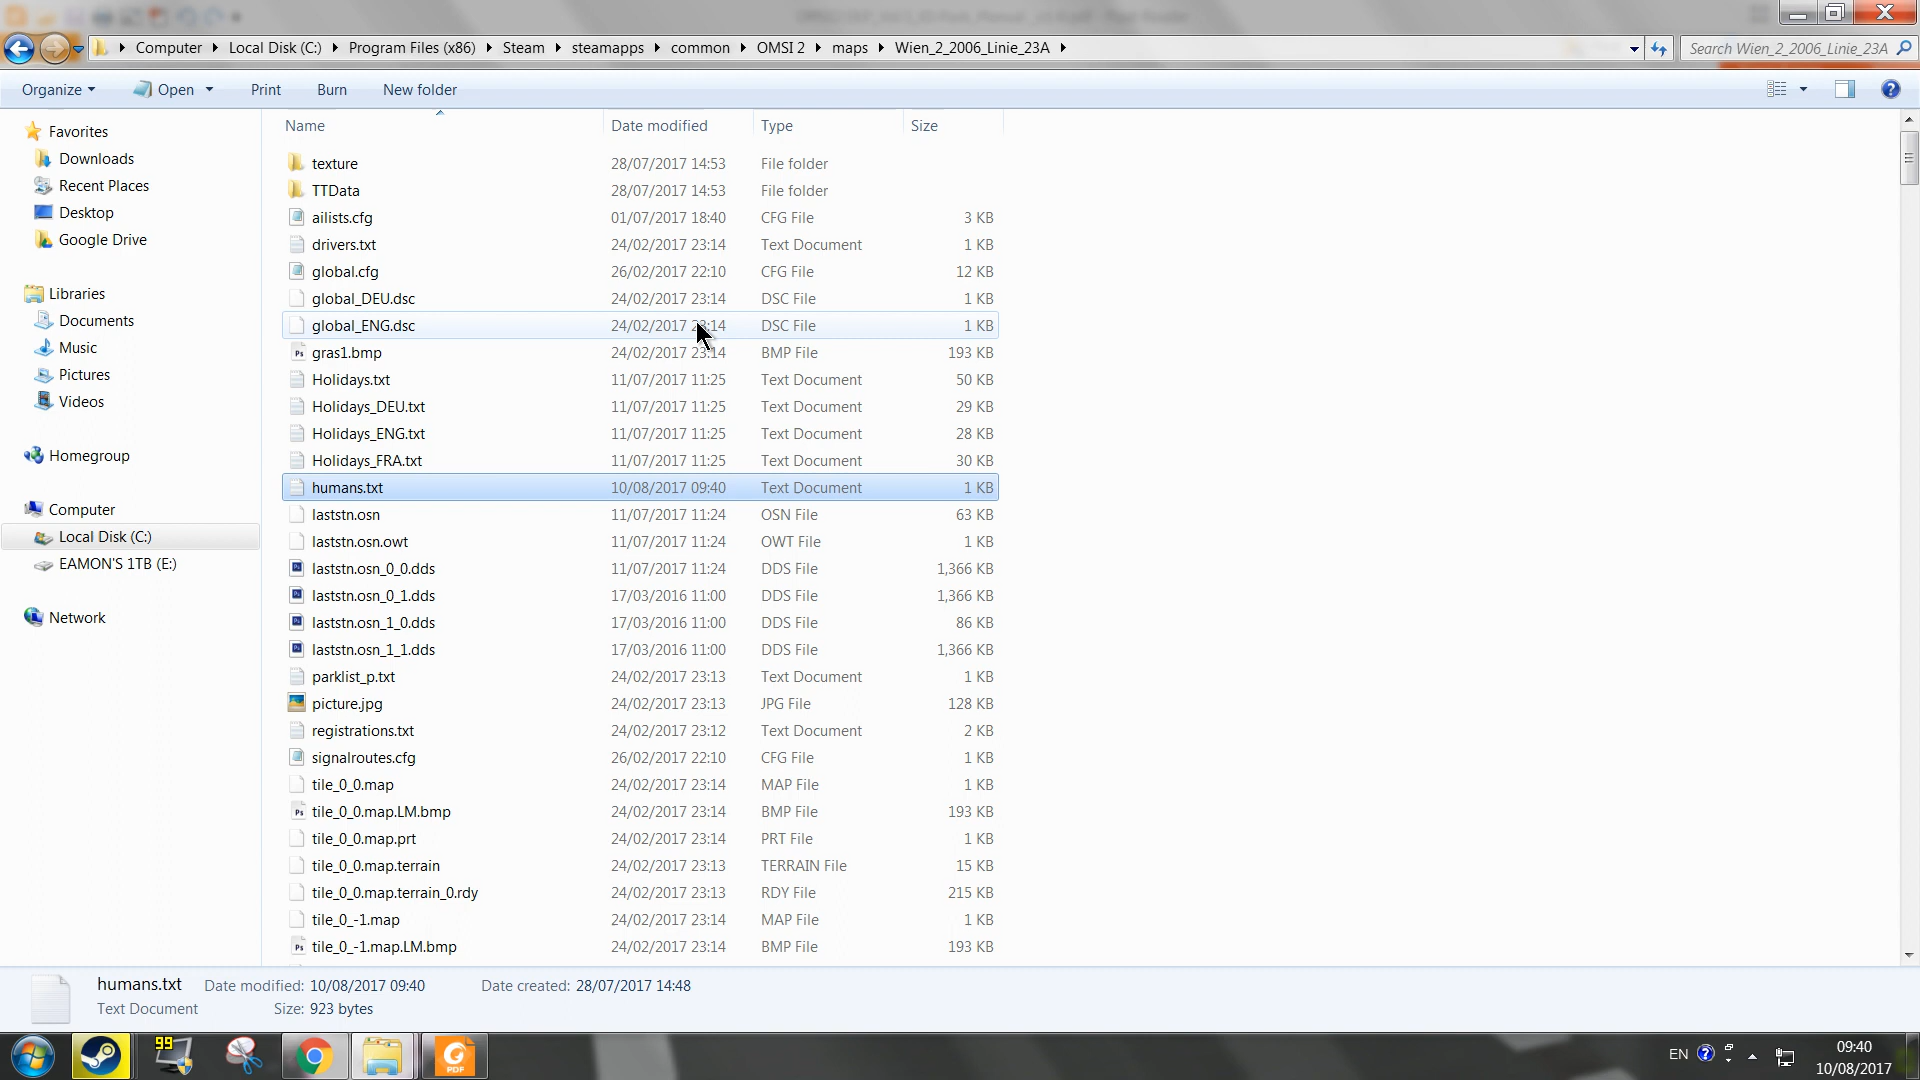 Computer Local Disk (C:) Program Files (x86) Steam steamapps common OMSI 2 maps Wien_2_2006_Linie_23A Search Wien_2_2006_Linie_23A
Organize Open Print Burn New folder
Name Date modified Type Size
Favorites
Downloads
Recent Places
Desktop
Google Drive
Libraries
Documents
Music
Pictures
Videos
Homegroup
Computer
Local Disk (C:)
EAMON'S 1TB (E:)
Network
texture 28/07/2017 14:53 File folder
TTData 28/07/2017 14:53 File folder
ailists.cfg 01/07/2017 18:40 CFG File 3 KB
drivers.txt 24/02/2017 23:14 Text Document 1 KB
global.cfg 26/02/2017 22:10 CFG File 12 KB
global_DEU.dsc 24/02/2017 23:14 DSC File 1 KB
global_ENG.dsc 24/02/2017 23:14 DSC File 1 KB
gras1.bmp 24/02/2017 23:14 BMP File 193 KB
Holidays.txt 11/07/2017 11:25 Text Document 50 KB
Holidays_DEU.txt 11/07/2017 11:25 Text Document 29 KB
Holidays_ENG.txt 11/07/2017 11:25 Text Document 28 KB
Holidays_FRA.txt 11/07/2017 11:25 Text Document 30 KB
humans.txt 10/08/2017 09:40 Text Document 1 KB
laststn.osn 11/07/2017 11:24 OSN File 63 KB
laststn.osn.owt 11/07/2017 11:24 OWT File 1 KB
laststn.osn_0_0.dds 11/07/2017 11:24 DDS File 1,366 KB
laststn.osn_0_1.dds 17/03/2016 11:00 DDS File 1,366 KB
laststn.osn_1_0.dds 17/03/2016 11:00 DDS File 86 KB
laststn.osn_1_1.dds 17/03/2016 11:00 DDS File 1,366 KB
parklist_p.txt 24/02/2017 23:13 Text Document 1 KB
picture.jpg 24/02/2017 23:13 JPG File 128 KB
registrations.txt 24/02/2017 23:12 Text Document 2 KB
signalroutes.cfg 26/02/2017 22:10 CFG File 1 KB
tile_0_0.map 24/02/2017 23:14 MAP File 1 KB
tile_0_0.map.LM.bmp 24/02/2017 23:14 BMP File 193 KB
tile_0_0.map.prt 24/02/2017 23:14 PRT File 1 KB
tile_0_0.map.terrain 24/02/2017 23:13 TERRAIN File 15 KB
tile_0_0.map.terrain_0.rdy 24/02/2017 23:13 RDY File 215 KB
tile_0_-1.map 24/02/2017 23:14 MAP File 1 KB
tile_0_-1.map.LM.bmp 24/02/2017 23:14 BMP File 193 KB
humans.txt Date modified: 10/08/2017 09:40 Date created: 28/07/2017 14:48
Text Document Size: 923 bytes
99
PDF
EN
09:40
10/08/2017